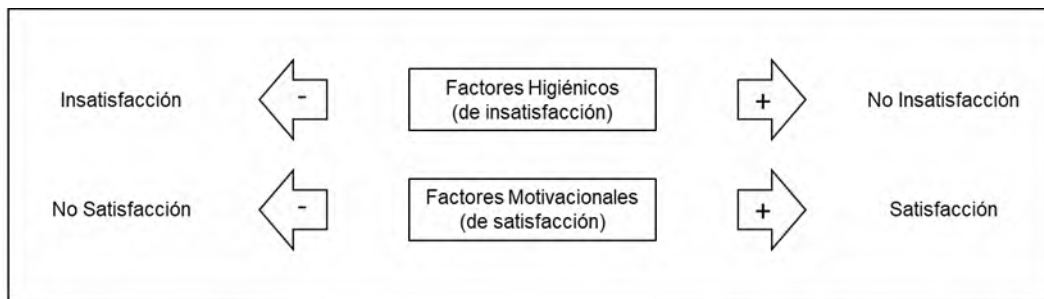 Insatisfacción
-
Factores Higiénicos
(de insatisfacción)
+
No Insatisfacción
No Satisfacción
-
Factores Motivacionales
(de satisfacción)
+
Satisfacción